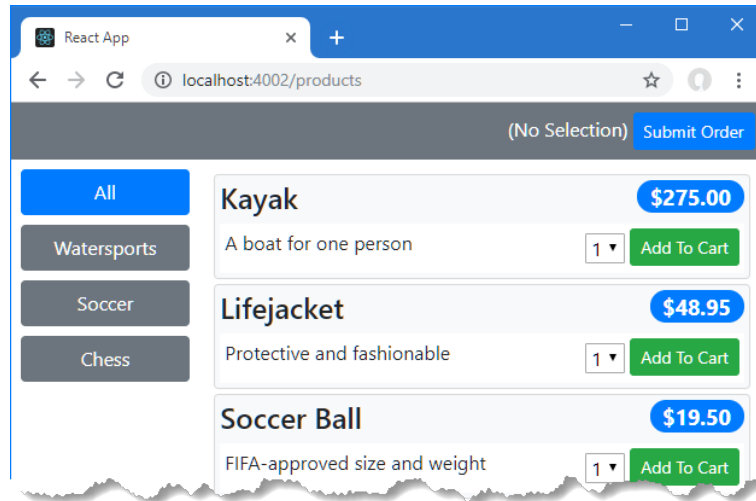 React App
localhost:4002/products
(No Selection) Submit Order
All
Watersports
Soccer
Chess
Kayak $275.00
A boat for one person 1 Add To Cart
Lifejacket $48.95
Protective and fashionable 1 Add To Cart
Soccer Ball $19.50
FIFA-approved size and weight 1 Add To Cart